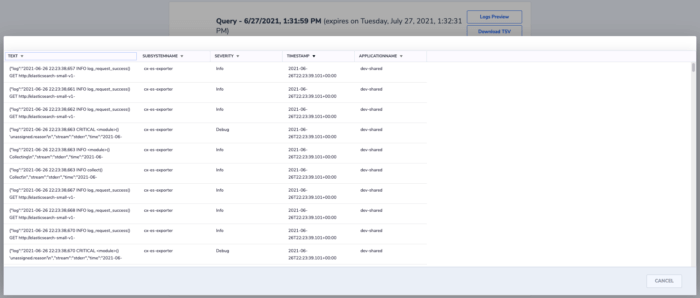 Query - 6/27/2021, 1:31:59 PM (expires on Tuesday, July 27, 2021, 1:32:31
PM)
Logs Preview
Download TSV
TEXT SUBSYSTEMNAME SEVERITY TIMESTAMP APPLICATIONNAME
{"log":"2021-06-26 22:23:38,657 INFO log_request_success() cx-es-exporter Info 2021-06- dev-shared
GET http://elasticsearch-small-v1- 26T22:23:39.101+00:00
{"log":"2021-06-26 22:23:38,661 INFO log_request_success() cx-es-exporter Info 2021-06- dev-shared
GET http://elasticsearch-small-v1- 26T22:23:39.101+00:00
{"log":"2021-06-26 22:23:38,662 INFO log_request_success() cx-es-exporter Info 2021-06- dev-shared
GET http://elasticsearch-small-v1- 26T22:23:39.101+00:00
{"log":"2021-06-26 22:23:38,663 CRITICAL <module>() cx-es-exporter Debug 2021-06- dev-shared
'unassigned.reason'\n","stream":"stderr","time":"2021-06- 26T22:23:39.101+00:00
{"log":"2021-06-26 22:23:38,663 INFO <module>() cx-es-exporter Info 2021-06- dev-shared
Collecting\n","stream":"stderr","time":"2021-06- 26T22:23:39.101+00:00
{"log":"2021-06-26 22:23:38,663 INFO collect() cx-es-exporter Info 2021-06- dev-shared
Collect\n","stream":"stderr","time":"2021-06- 26T22:23:39.101+00:00
{"log":"2021-06-26 22:23:38,667 INFO log_request_success() cx-es-exporter Info 2021-06- dev-shared
GET http://elasticsearch-small-v1- 26T22:23:39.101+00:00
{"log":"2021-06-26 22:23:38,668 INFO log_request_success() cx-es-exporter Info 2021-06- dev-shared
GET http://elasticsearch-small-v1- 26T22:23:39.101+00:00
{"log":"2021-06-26 22:23:38,670 INFO log_request_success() cx-es-exporter Info 2021-06- dev-shared
GET http://elasticsearch-small-v1- 26T22:23:39.101+00:00
{"log":"2021-06-26 22:23:38,670 CRITICAL <module>() cx-es-exporter Debug 2021-06- dev-shared
'unassigned.reason'\n","stream":"stderr","time":"2021-06- 26T22:23:39.101+00:00
CANCEL